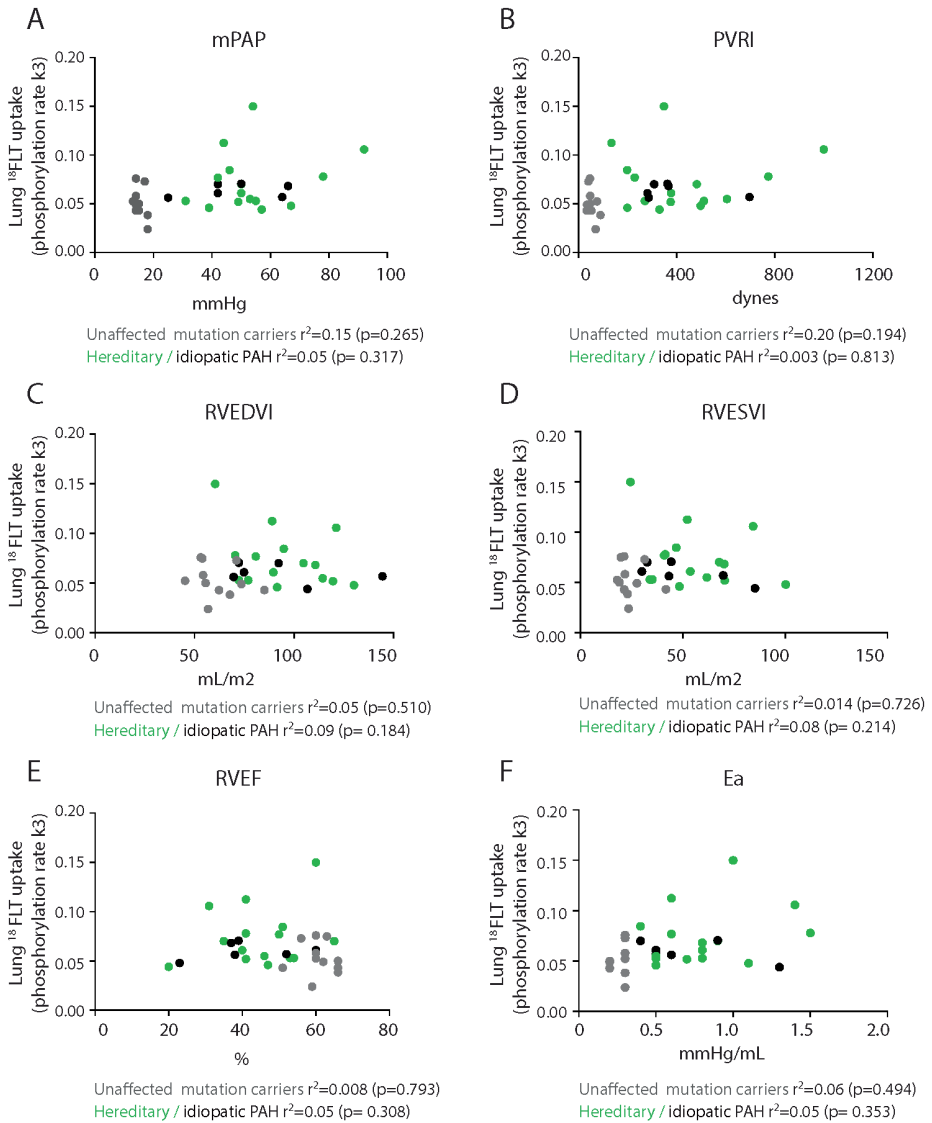 A
mPAP
Lung ¹⁸FLT uptake
(phosphorylation rate k3)
0.20
0.15
0.10
0.05
0.00
0 20 40 60 80 100
mmHg
Unaffected mutation carriers r²=0.15 (p=0.265)
Hereditary / idiopatic PAH r²=0.05 (p= 0.317)
B
PVRI
Lung ¹⁸FLT uptake
(phosphorylation rate k3)
0.20
0.15
0.10
0.05
0.00
0 400 800 1200
dynes
Unaffected mutation carriers r²=0.20 (p=0.194)
Hereditary / idiopatic PAH r²=0.003 (p= 0.813)
C
RVEDVI
Lung ¹⁸ FLT uptake
(phosphorylation rate k3)
0.20
0.15
0.10
0.05
0.00
0 50 100 150
mL/m2
Unaffected mutation carriers r²=0.05 (p=0.510)
Hereditary / idiopatic PAH r²=0.09 (p= 0.184)
D
RVESVI
Lung ¹⁸ FLT uptake
(phosphorylation rate k3)
0.20
0.15
0.10
0.05
0.00
0 50 100 150
mL/m2
Unaffected mutation carriers r²=0.014 (p=0.726)
Hereditary / idiopatic PAH r²=0.08 (p= 0.214)
E
RVEF
Lung ¹⁸ FLT uptake
(phosphorylation rate k3)
0.20
0.15
0.10
0.05
0.00
0 20 40 60 80
%
Unaffected mutation carriers r²=0.008 (p=0.793)
Hereditary / idiopatic PAH r²=0.05 (p= 0.308)
F
Ea
Lung ¹⁸FLT uptake
(phosphorylation rate k3)
0.20
0.15
0.10
0.05
0.00
0 0.5 1.0 1.5 2.0
mmHg/mL
Unaffected mutation carriers r²=0.06 (p=0.494)
Hereditary / idiopatic PAH r²=0.05 (p= 0.353)